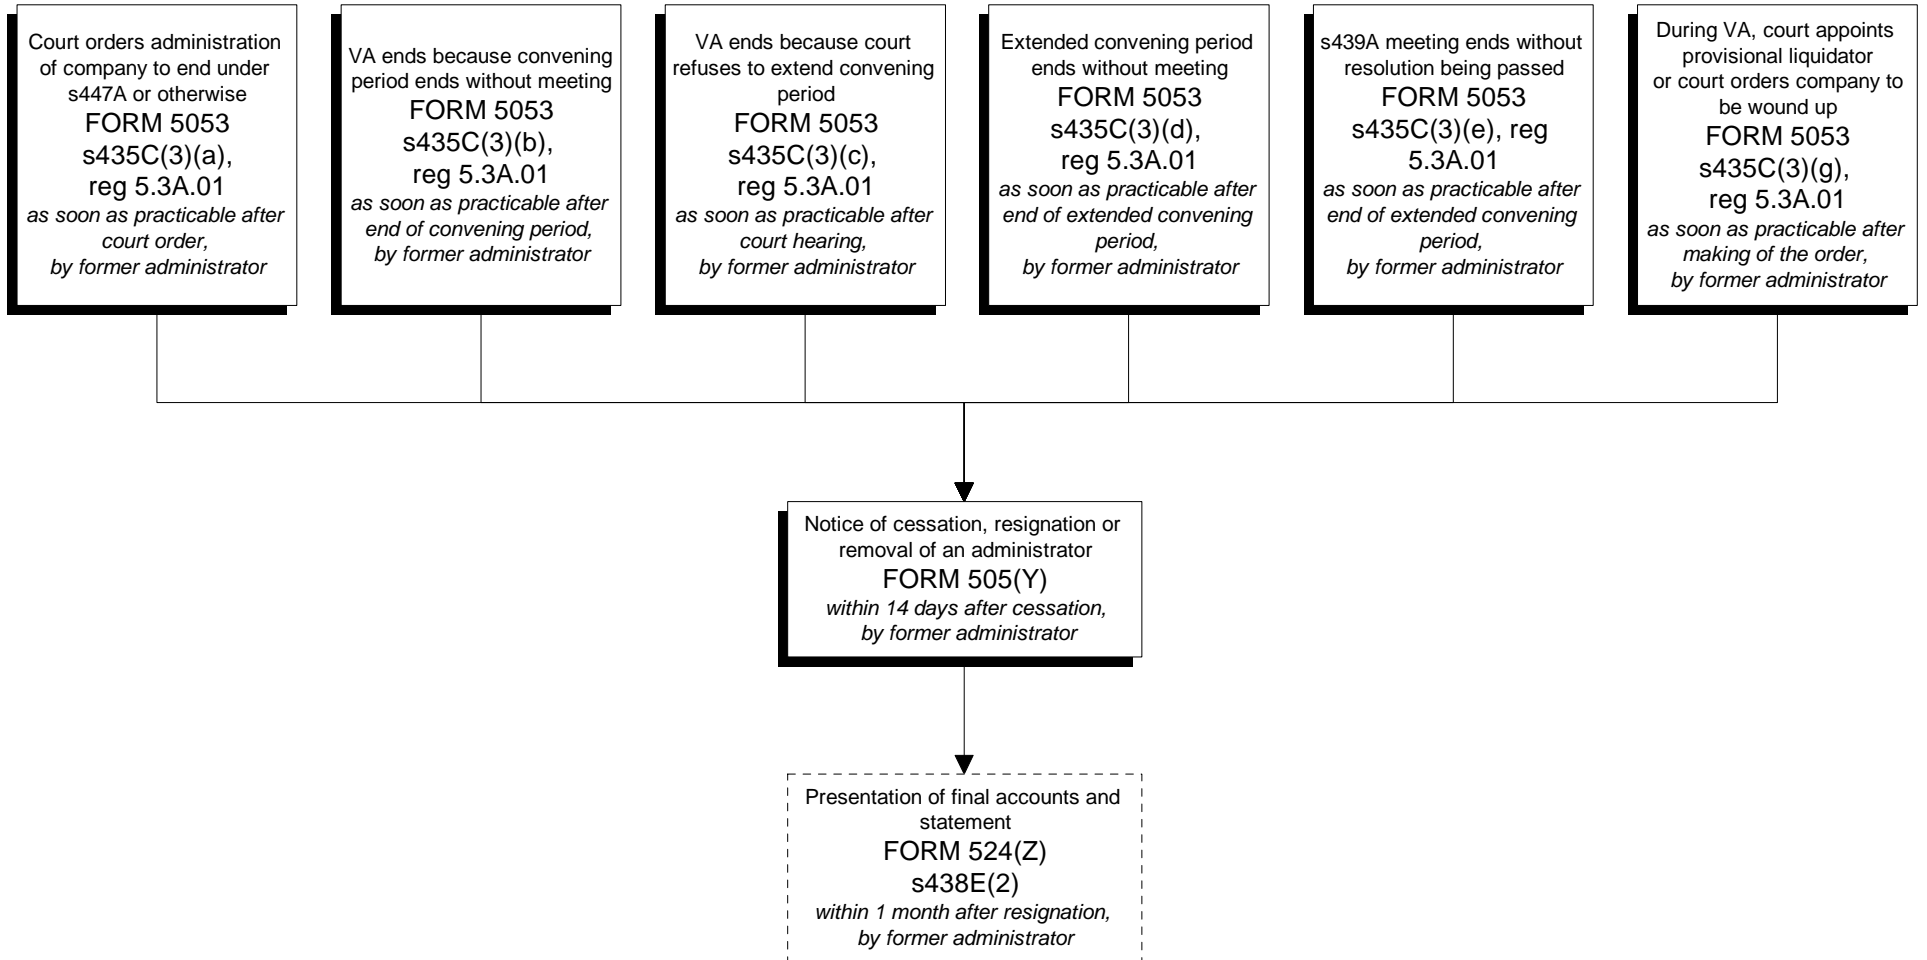 Court orders administration
of company to end under
s447A or otherwise
FORM 5053
s435C(3)(a),
reg 5.3A.01
as soon as practicable after
court order,
by former administrator
VA ends because convening
period ends without meeting
FORM 5053
s435C(3)(b),
reg 5.3A.01
as soon as practicable after
end of convening period,
by former administrator
VA ends because court
refuses to extend convening
period
FORM 5053
s435C(3)(c),
reg 5.3A.01
as soon as practicable after
court hearing,
by former administrator
Extended convening period
ends without meeting
FORM 5053
s435C(3)(d),
reg 5.3A.01
as soon as practicable after
end of extended convening
period,
by former administrator
s439A meeting ends without
resolution being passed
FORM 5053
s435C(3)(e), reg
5.3A.01
as soon as practicable after
end of extended convening
period,
by former administrator
During VA, court appoints
provisional liquidator
or court orders company to
be wound up
FORM 5053
s435C(3)(g),
reg 5.3A.01
as soon as practicable after
making of the order,
by former administrator
Notice of cessation, resignation or
removal of an administrator
FORM 505(Y)
within 14 days after cessation,
by former administrator
Presentation of final accounts and
statement
FORM 524(Z)
s438E(2)
within 1 month after resignation,
by former administrator